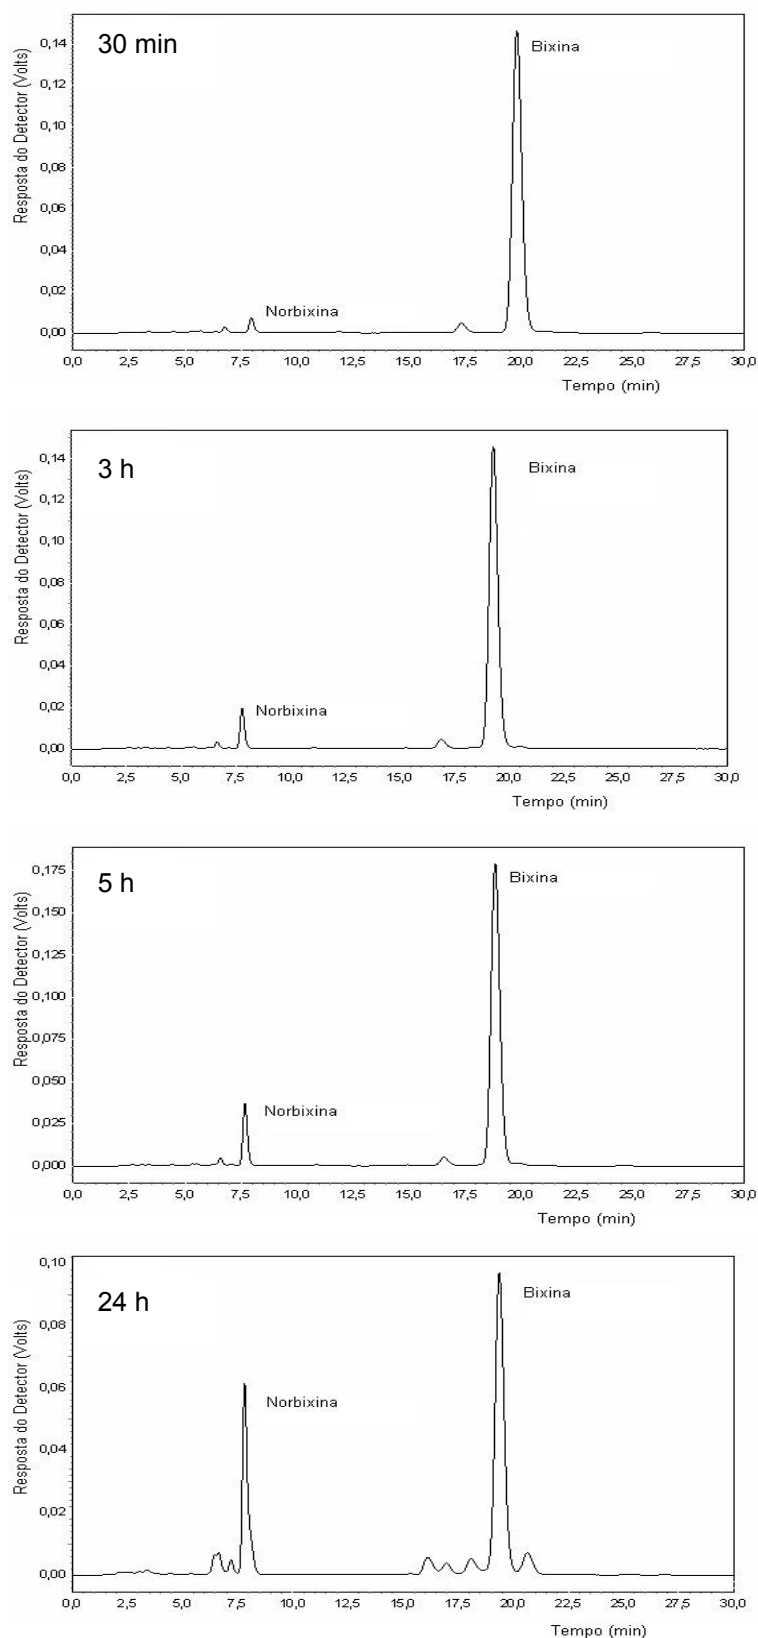 30 min
Bixina
Norbixina
Resposta do Detector (Volts)
0,14
0,12
0,10
0,08
0,06
0,04
0,02
0,00
0,0 2,5 5,0 7,5 10,0 12,5 15,0 17,5 20,0 22,5 25,0 27,5 30,0
Tempo (min)
3 h
Bixina
Norbixina
Resposta do Detector (Volts)
0,14
0,12
0,10
0,08
0,06
0,04
0,02
0,00
0,0 2,5 5,0 7,5 10,0 12,5 15,0 17,5 20,0 22,5 25,0 27,5 30,0
Tempo (min)
5 h
Bixina
Norbixina
Resposta do Detector (Volts)
0,175
0,150
0,125
0,100
0,075
0,050
0,025
0,000
0,0 2,5 5,0 7,5 10,0 12,5 15,0 17,5 20,0 22,5 25,0 27,5 30,0
Tempo (min)
24 h
Bixina
Norbixina
Resposta do Detector (Volts)
0,10
0,08
0,06
0,04
0,02
0,00
0,0 2,5 5,0 7,5 10,0 12,5 15,0 17,5 20,0 22,5 25,0 27,5 30,0
Tempo (min)